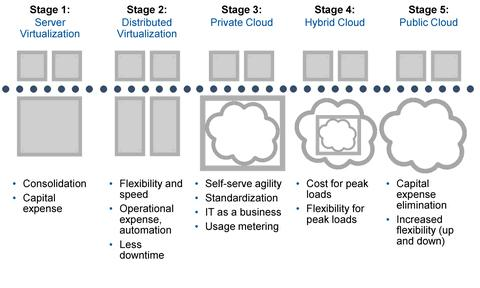 Stage 1:
Server
Virtualization
Stage 2:
Distributed
Virtualization
Stage 3:
Private Cloud
Stage 4:
Hybrid Cloud
Stage 5:
Public Cloud
• Consolidation
• Capital
expense
• Flexibility and
speed
• Operational
expense,
automation
• Less
downtime
• Self-serve agility
• Standardization
• IT as a business
• Usage metering
• Cost for peak
loads
• Flexibility for
peak loads
• Capital
expense
elimination
• Increased
flexibility (up
and down)